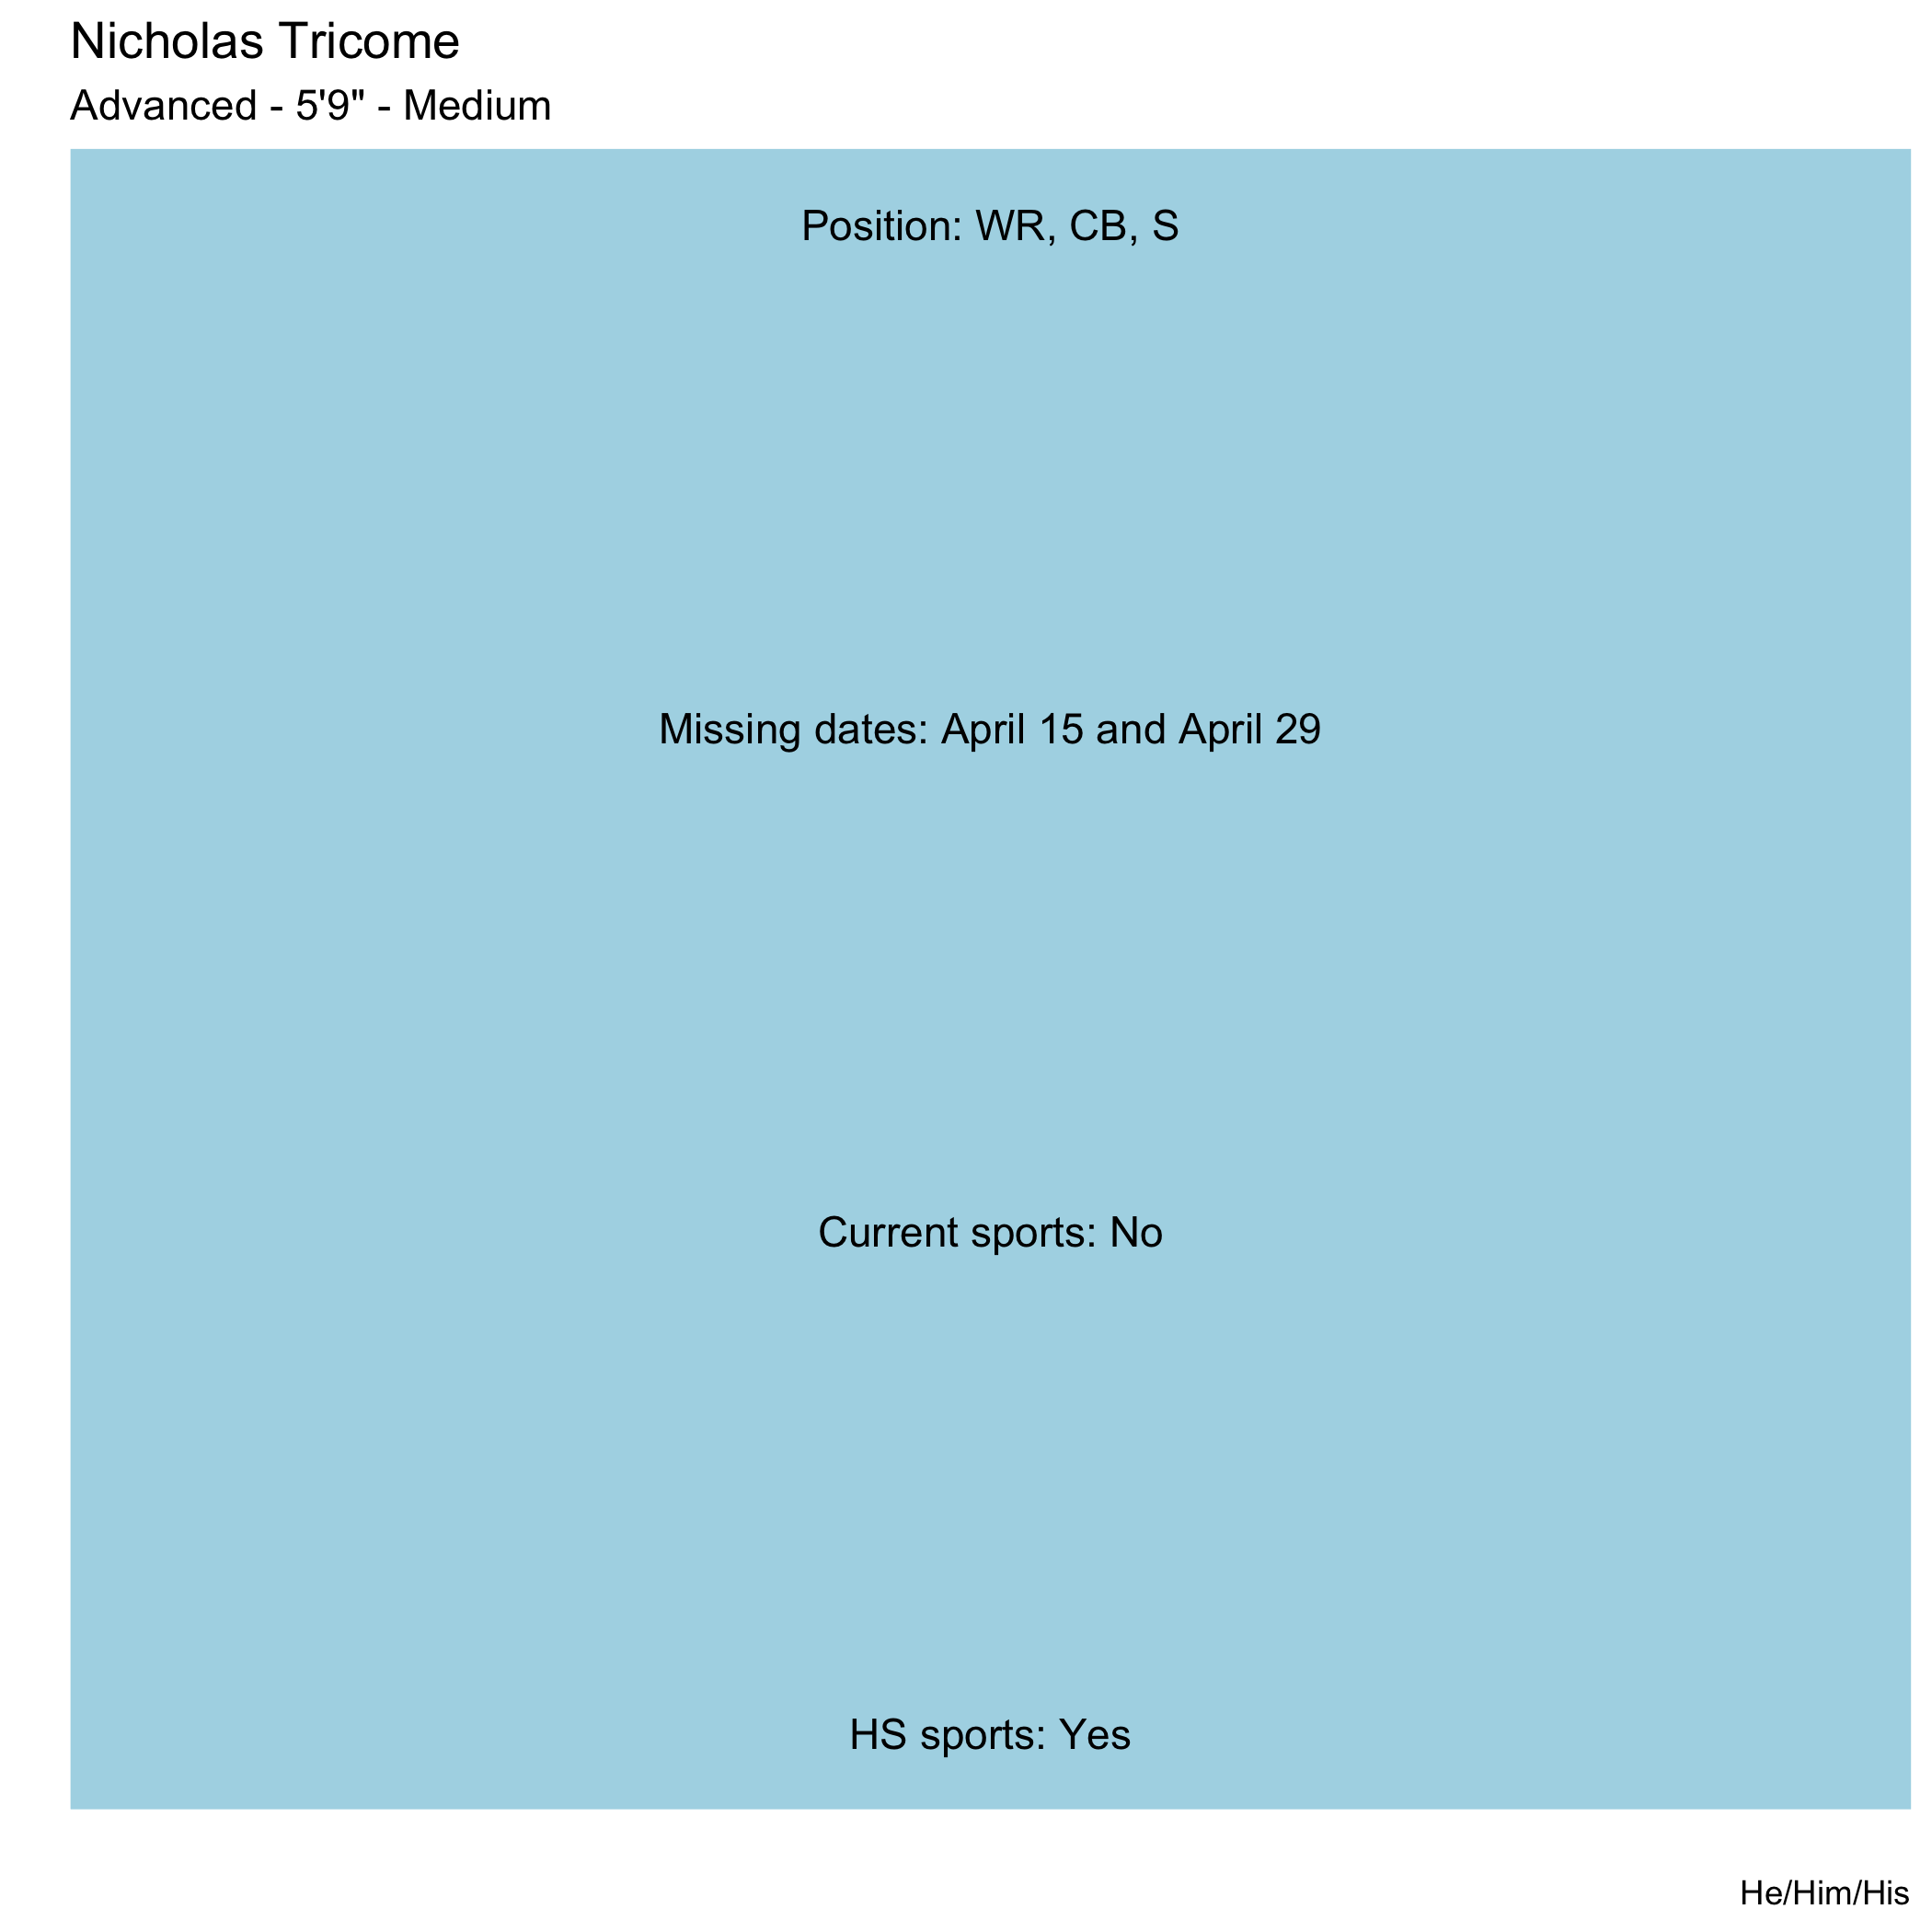 Nicholas Tricome
Advanced - 5'9" - Medium
Position: WR, CB, S
Missing dates: April 15 and April 29
Current sports: No
HS sports: Yes
He/Him/His